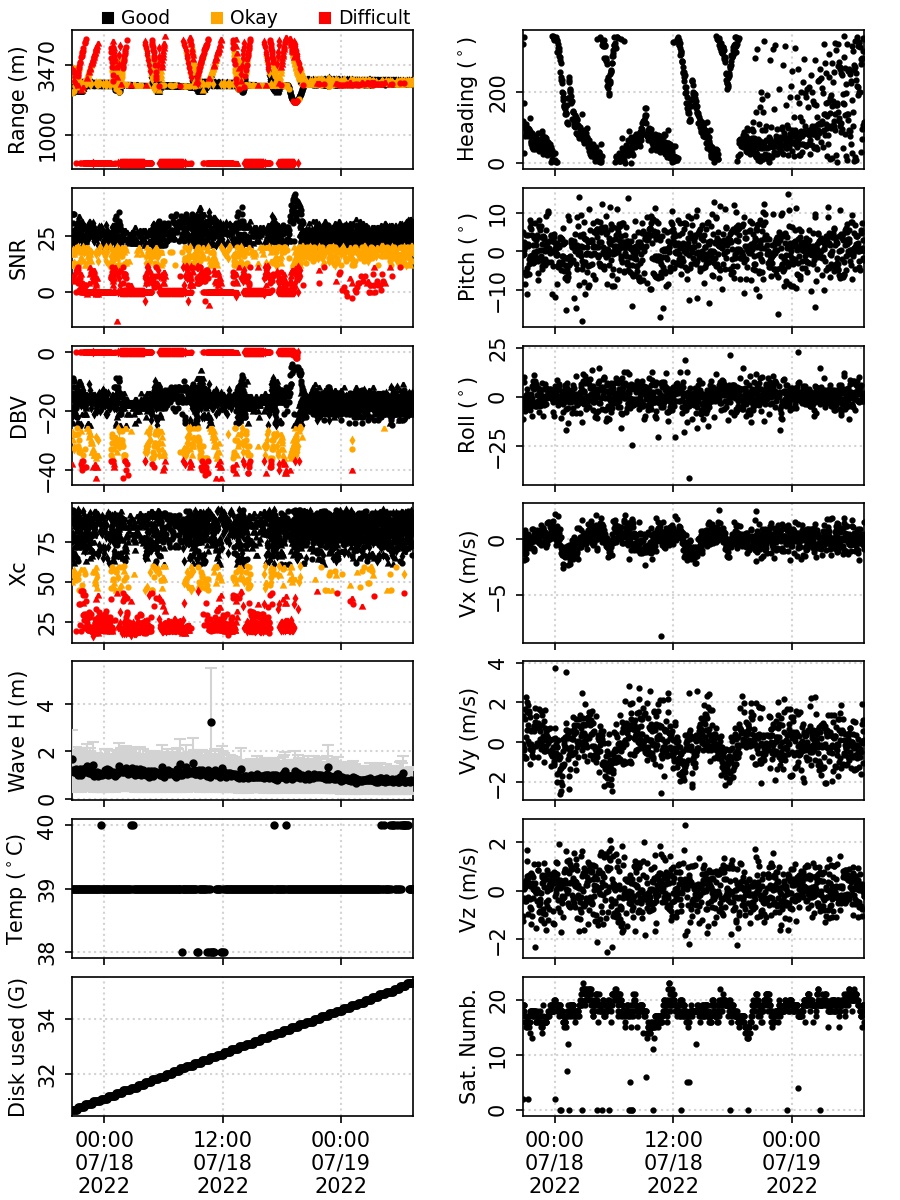 Good Okay Difficult
Range (m)
3470
1000
Heading (°)
200
0
SNR
25
0
Pitch (°)
10
0
−10
DBV
0
−20
−40
Roll (°)
25
0
−25
Xc
75
50
25
Vx (m/s)
0
−5
Wave H (m)
4
2
0
Vy (m/s)
4
2
0
−2
Temp (°C)
40
39
38
Vz (m/s)
2
0
−2
Disk used (G)
34
32
Sat. Numb.
20
10
0
00:00 12:00 00:00
07/18 07/18 07/19
2022 2022 2022
00:00 12:00 00:00
07/18 07/18 07/19
2022 2022 2022